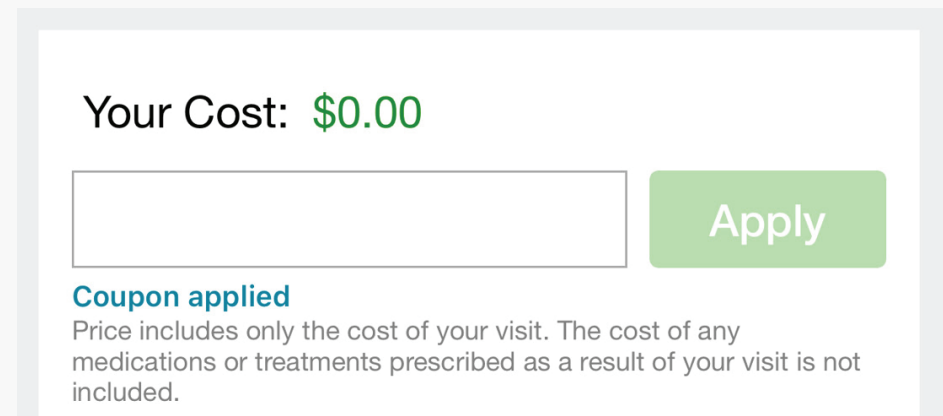 Your Cost: $0.00
Apply
Coupon applied
Price includes only the cost of your visit. The cost of any
medications or treatments prescribed as a result of your visit is not
included.